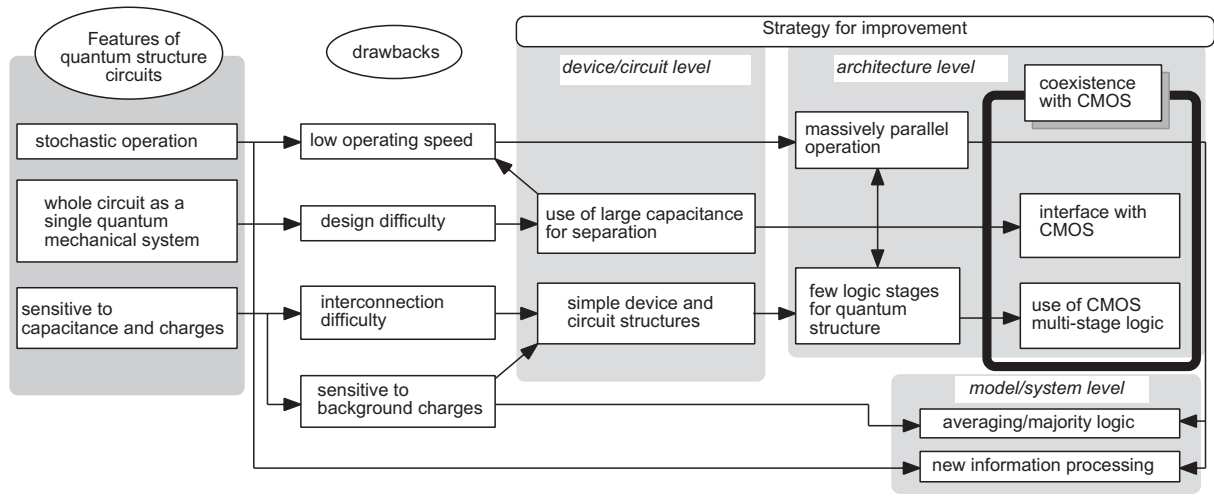 Features of
quantum structure
circuits
drawbacks
Strategy for improvement
device/circuit level
architecture level
coexistence
with CMOS
stochastic operation
low operating speed
massively parallel
operation
whole circuit as a
single quantum
mechanical system
design difficulty
use of large capacitance
for separation
interface with
CMOS
sensitive to
capacitance and charges
interconnection
difficulty
simple device and
circuit structures
few logic stages
for quantum
structure
use of CMOS
multi-stage logic
sensitive to
background charges
model/system level
averaging/majority logic
new information processing